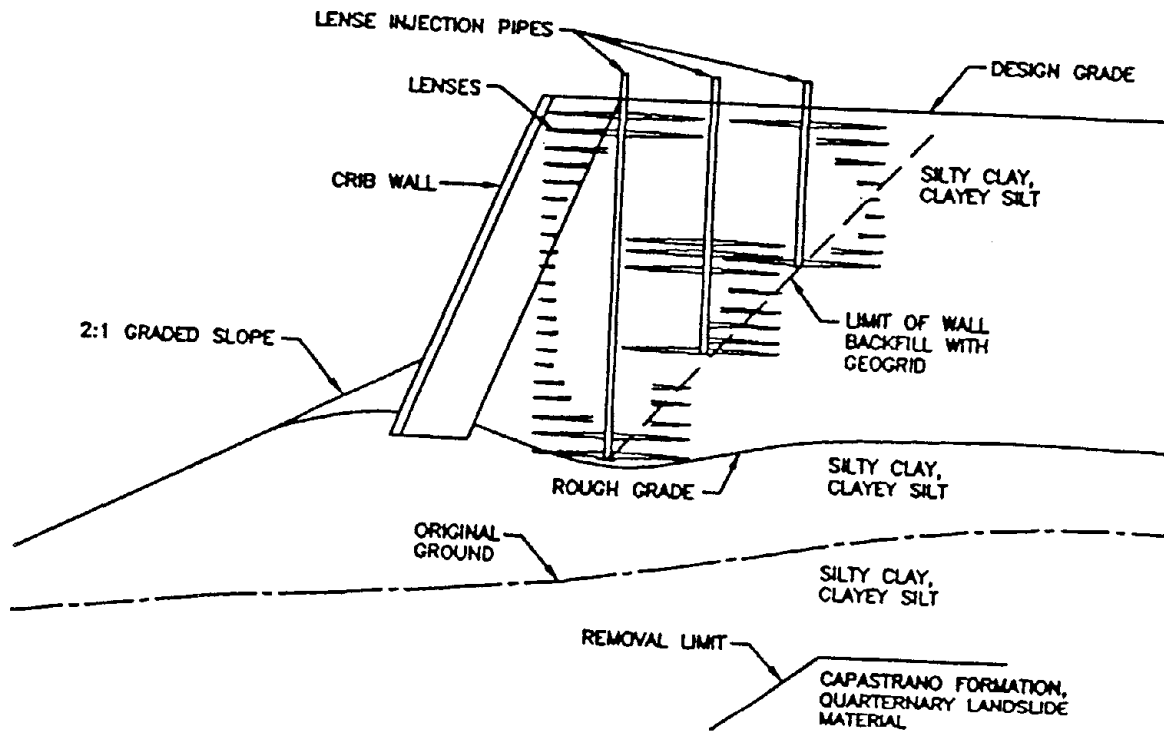 LENSE INJECTION PIPES
LENSES
DESIGN GRADE
CRIB WALL
SILTY CLAY,
CLAYEY SILT
2:1 GRADED SLOPE
LIMIT OF WALL
BACKFILL WITH
GEOGRID
ROUGH GRADE
SILTY CLAY,
CLAYEY SILT
ORIGINAL
GROUND
SILTY CLAY,
CLAYEY SILT
REMOVAL LIMIT
CAPASTRANO FORMATION,
QUARTERNARY LANDSLIDE
MATERIAL